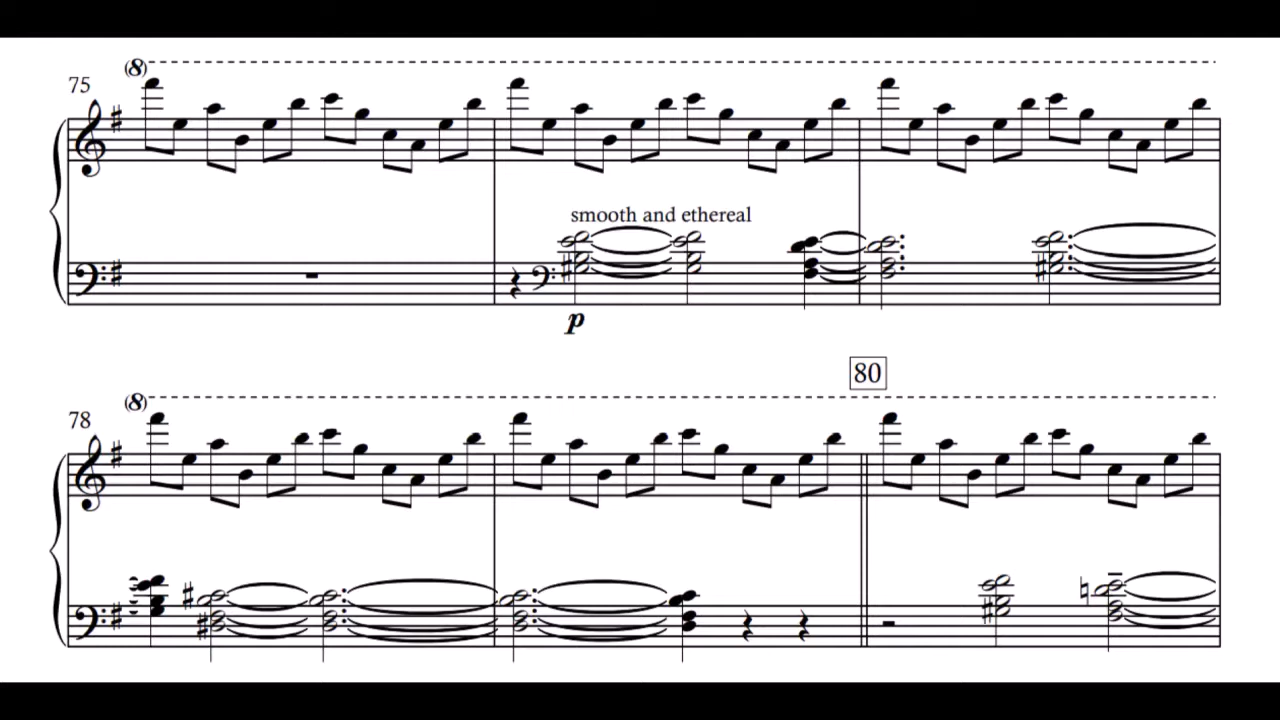 (8)
75
smooth and ethereal
p
80
(8)
78